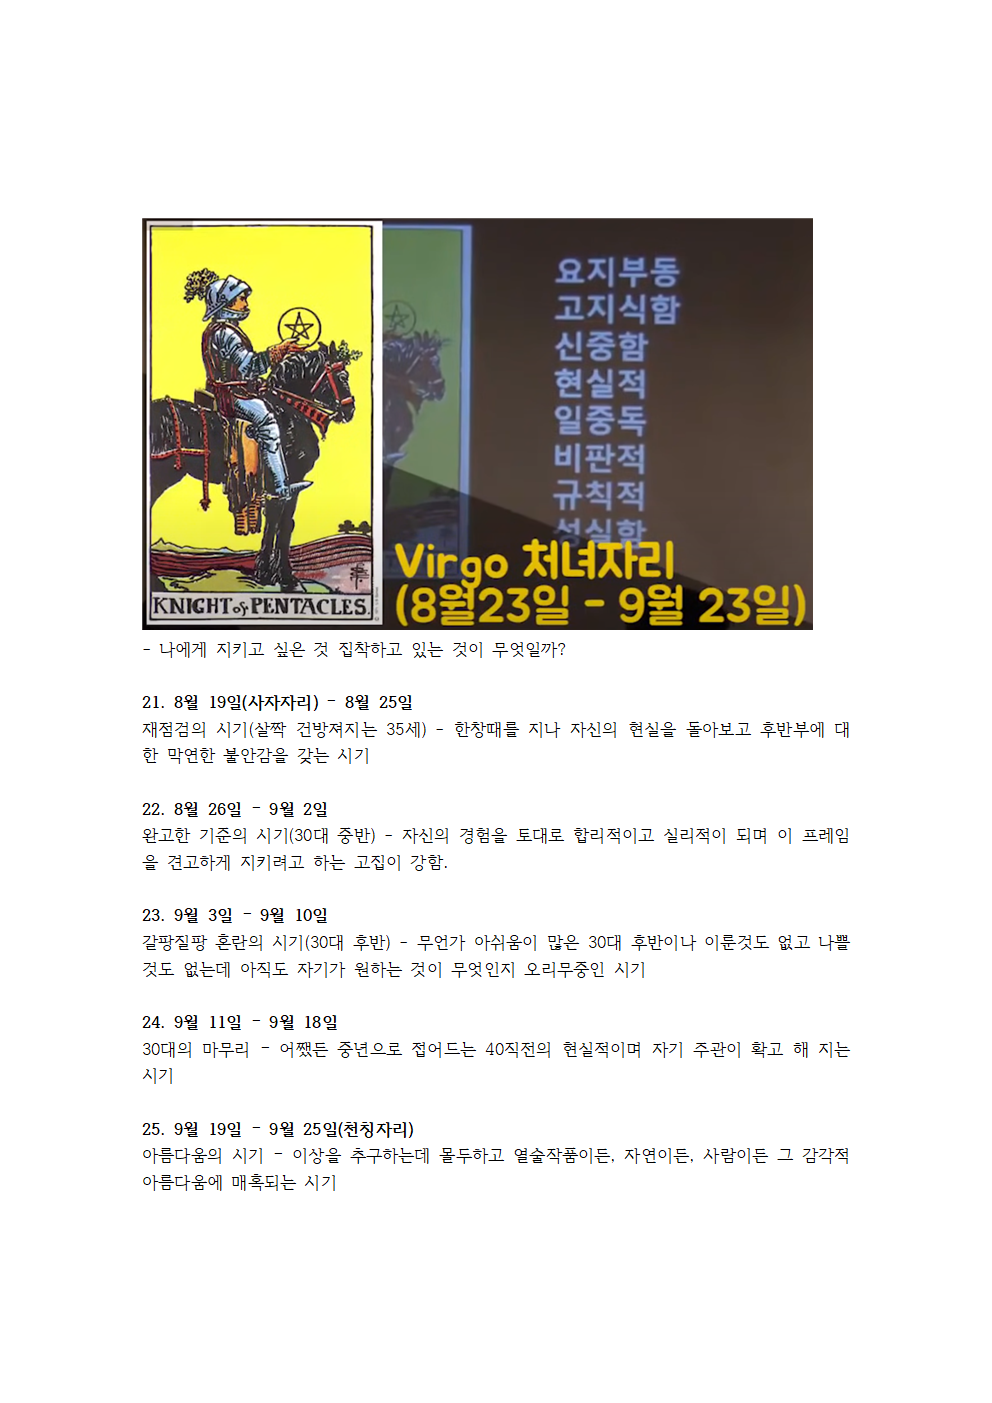 요지부동
고지식함
신중함
현실적
일중독
비판적
규칙적
성실함
Virgo 처녀자리
(8월23일 - 9월 23일)
KNIGHT of PENTACLES.
- 나에게 지키고 싶은 것 집착하고 있는 것이 무엇일까?
21. 8월 19일(사자자리) - 8월 25일
재점검의 시기(살짝 건방져지는 35세) - 한창때를 지나 자신의 현실을 돌아보고 후반부에 대
한 막연한 불안감을 갖는 시기
22. 8월 26일 - 9월 2일
완고한 기준의 시기(30대 중반) - 자신의 경험을 토대로 합리적이고 실리적이 되며 이 프레임
을 견고하게 지키려고 하는 고집이 강함.
23. 9월 3일 - 9월 10일
갈팡질팡 혼란의 시기(30대 후반) - 무언가 아쉬움이 많은 30대 후반이나 이룬것도 없고 나쁠
것도 없는데 아직도 자기가 원하는 것이 무엇인지 오리무중인 시기
24. 9월 11일 - 9월 18일
30대의 마무리 - 어쨌든 중년으로 접어드는 40직전의 현실적이며 자기 주관이 확고 해 지는
시기
25. 9월 19일 - 9월 25일(천칭자리)
아름다움의 시기 - 이상을 추구하는데 몰두하고 열술작품이든, 자연이든, 사람이든 그 감각적
아름다움에 매혹되는 시기